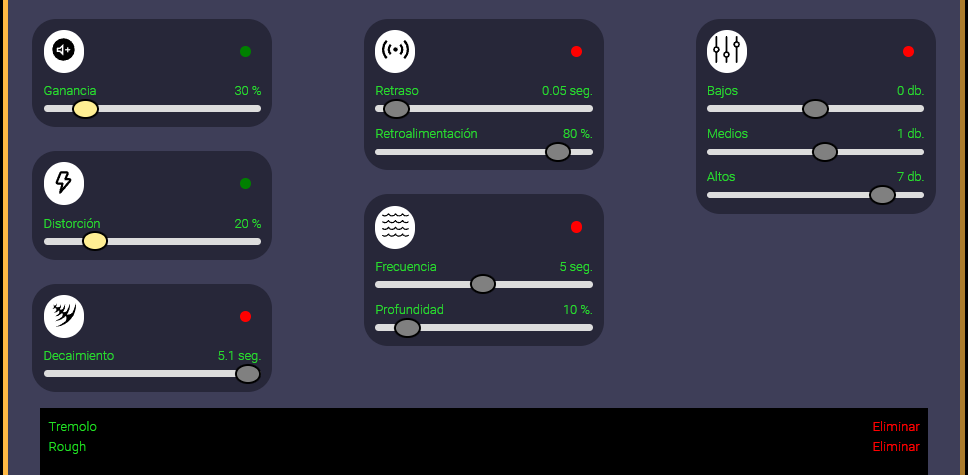 Ganancia 30 %
Distorción 20 %
Decaimiento 5.1 seg.
Retraso 0.05 seg.
Retroalimentación 80 %.
Frecuencia 5 seg.
Profundidad 10 %.
Bajos 0 db.
Medios 1 db.
Altos 7 db.
Tremolo Eliminar
Rough Eliminar